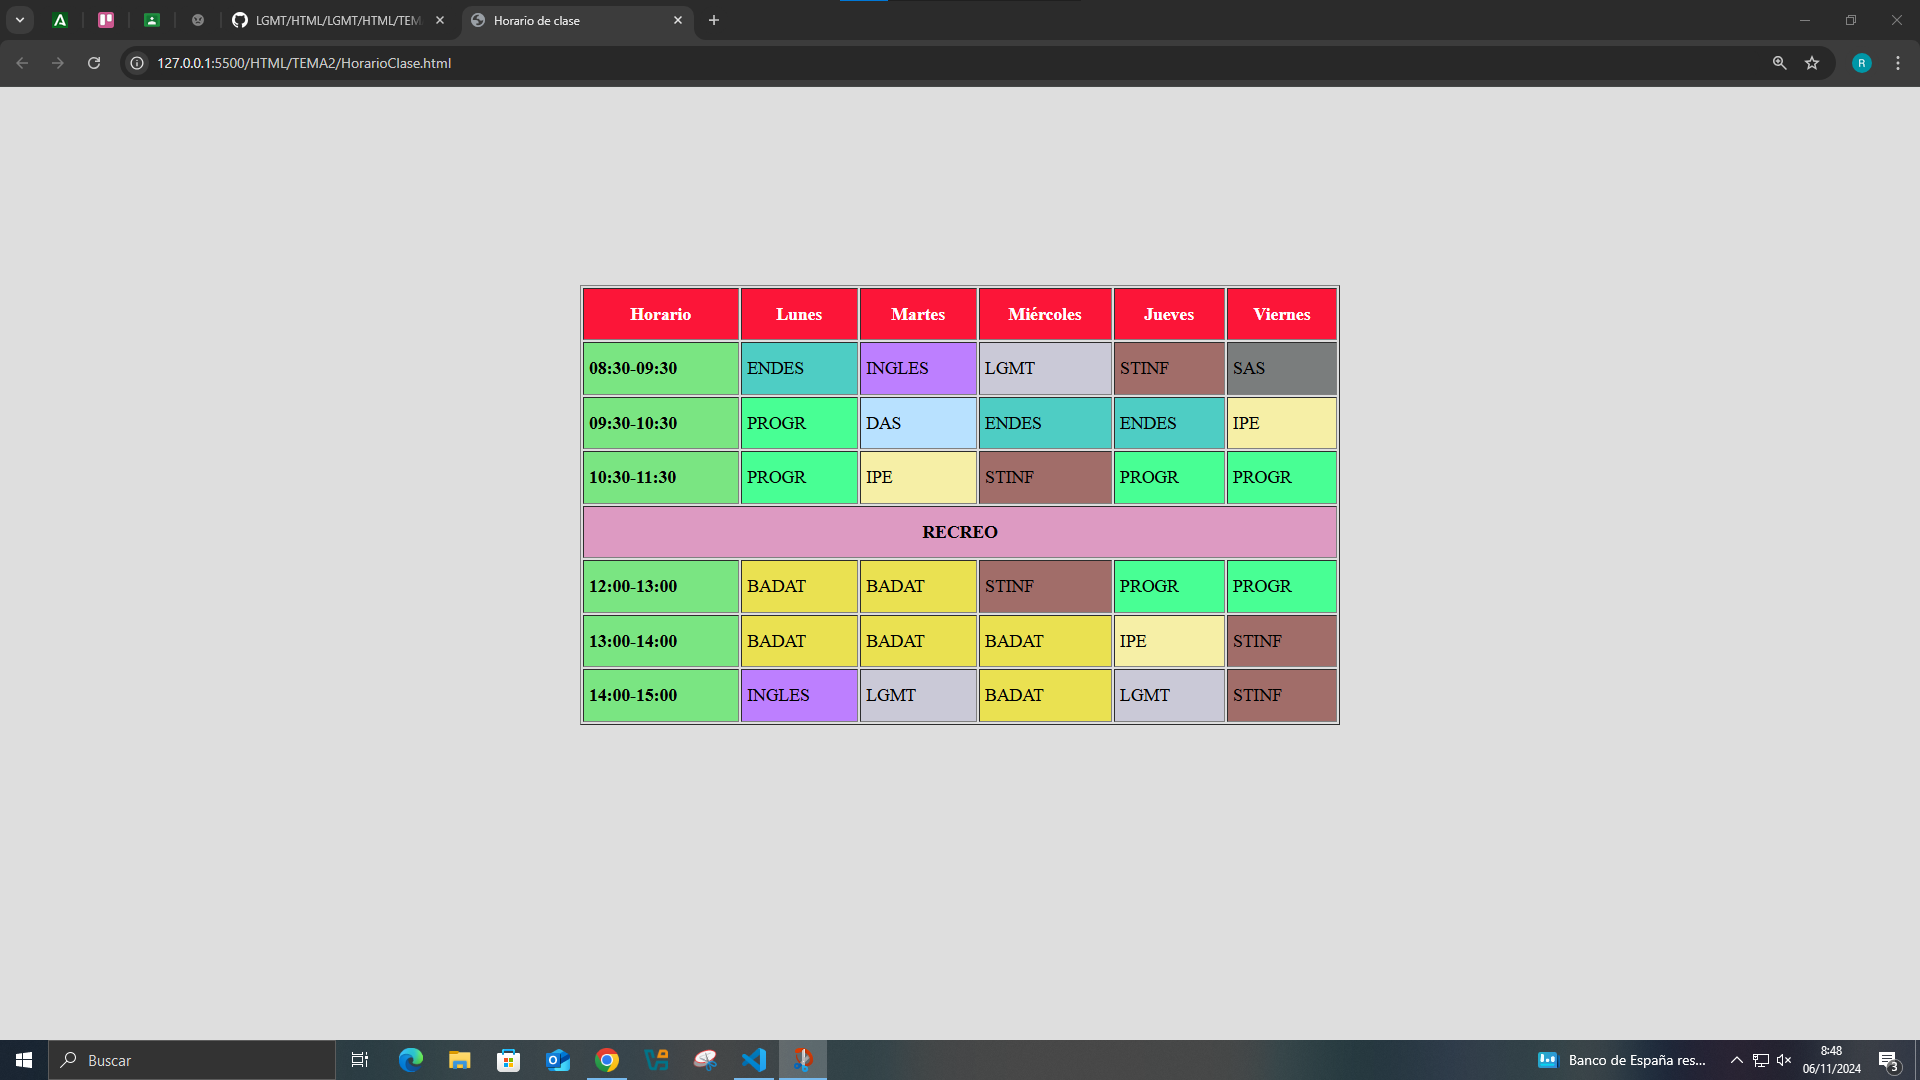 LGMT/HTML/LGMT/HTML/TEM
Horario de clase
127.0.0.1:5500/HTML/TEMA2/HorarioClase.html
R
Horario Lunes Martes Miércoles Jueves Viernes
08:30-09:30 ENDES INGLES LGMT STINF SAS
09:30-10:30 PROGR DAS ENDES ENDES IPE
10:30-11:30 PROGR IPE STINF PROGR PROGR
RECREO
12:00-13:00 BADAT BADAT STINF PROGR PROGR
13:00-14:00 BADAT BADAT BADAT IPE STINF
14:00-15:00 INGLES LGMT BADAT LGMT STINF
Buscar
Banco de España res...
8:48
06/11/2024
3